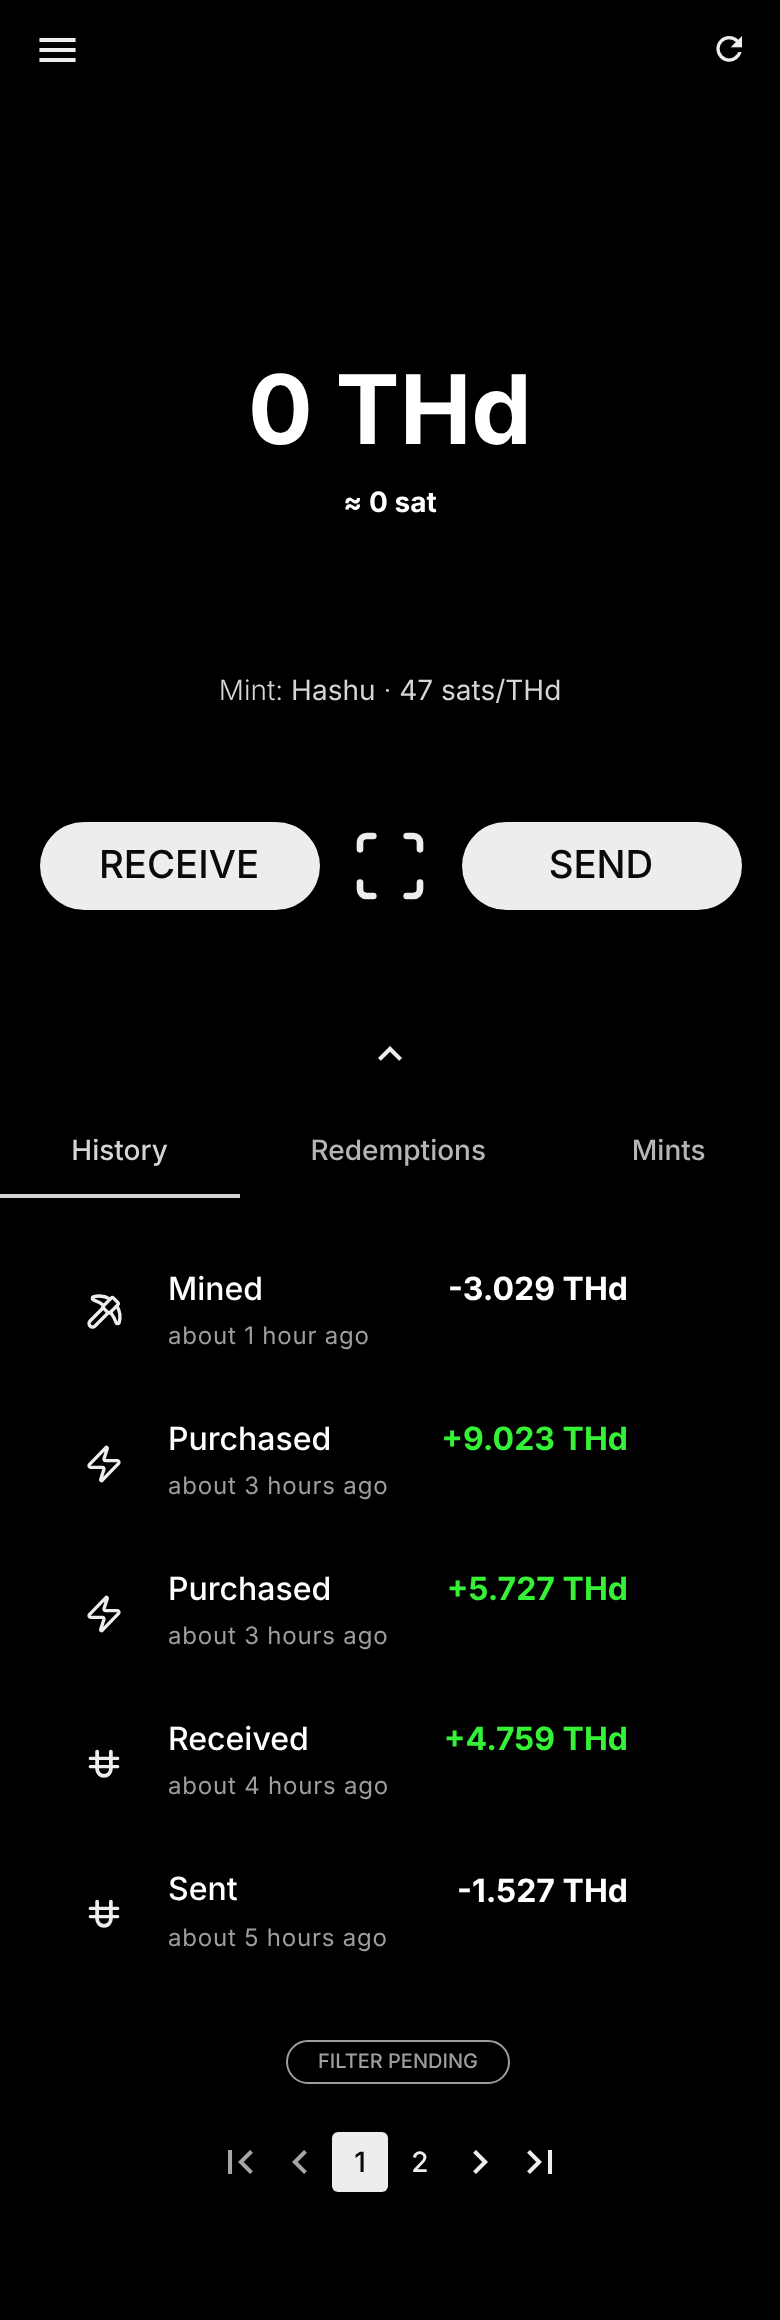 0 THd
≈ 0 sat
Mint: Hashu · 47 sats/THd
RECEIVE
SEND
History Redemptions Mints
Mined -3.029 THd
about 1 hour ago
Purchased +9.023 THd
about 3 hours ago
Purchased +5.727 THd
about 3 hours ago
Received +4.759 THd
about 4 hours ago
Sent -1.527 THd
about 5 hours ago
FILTER PENDING
1 2